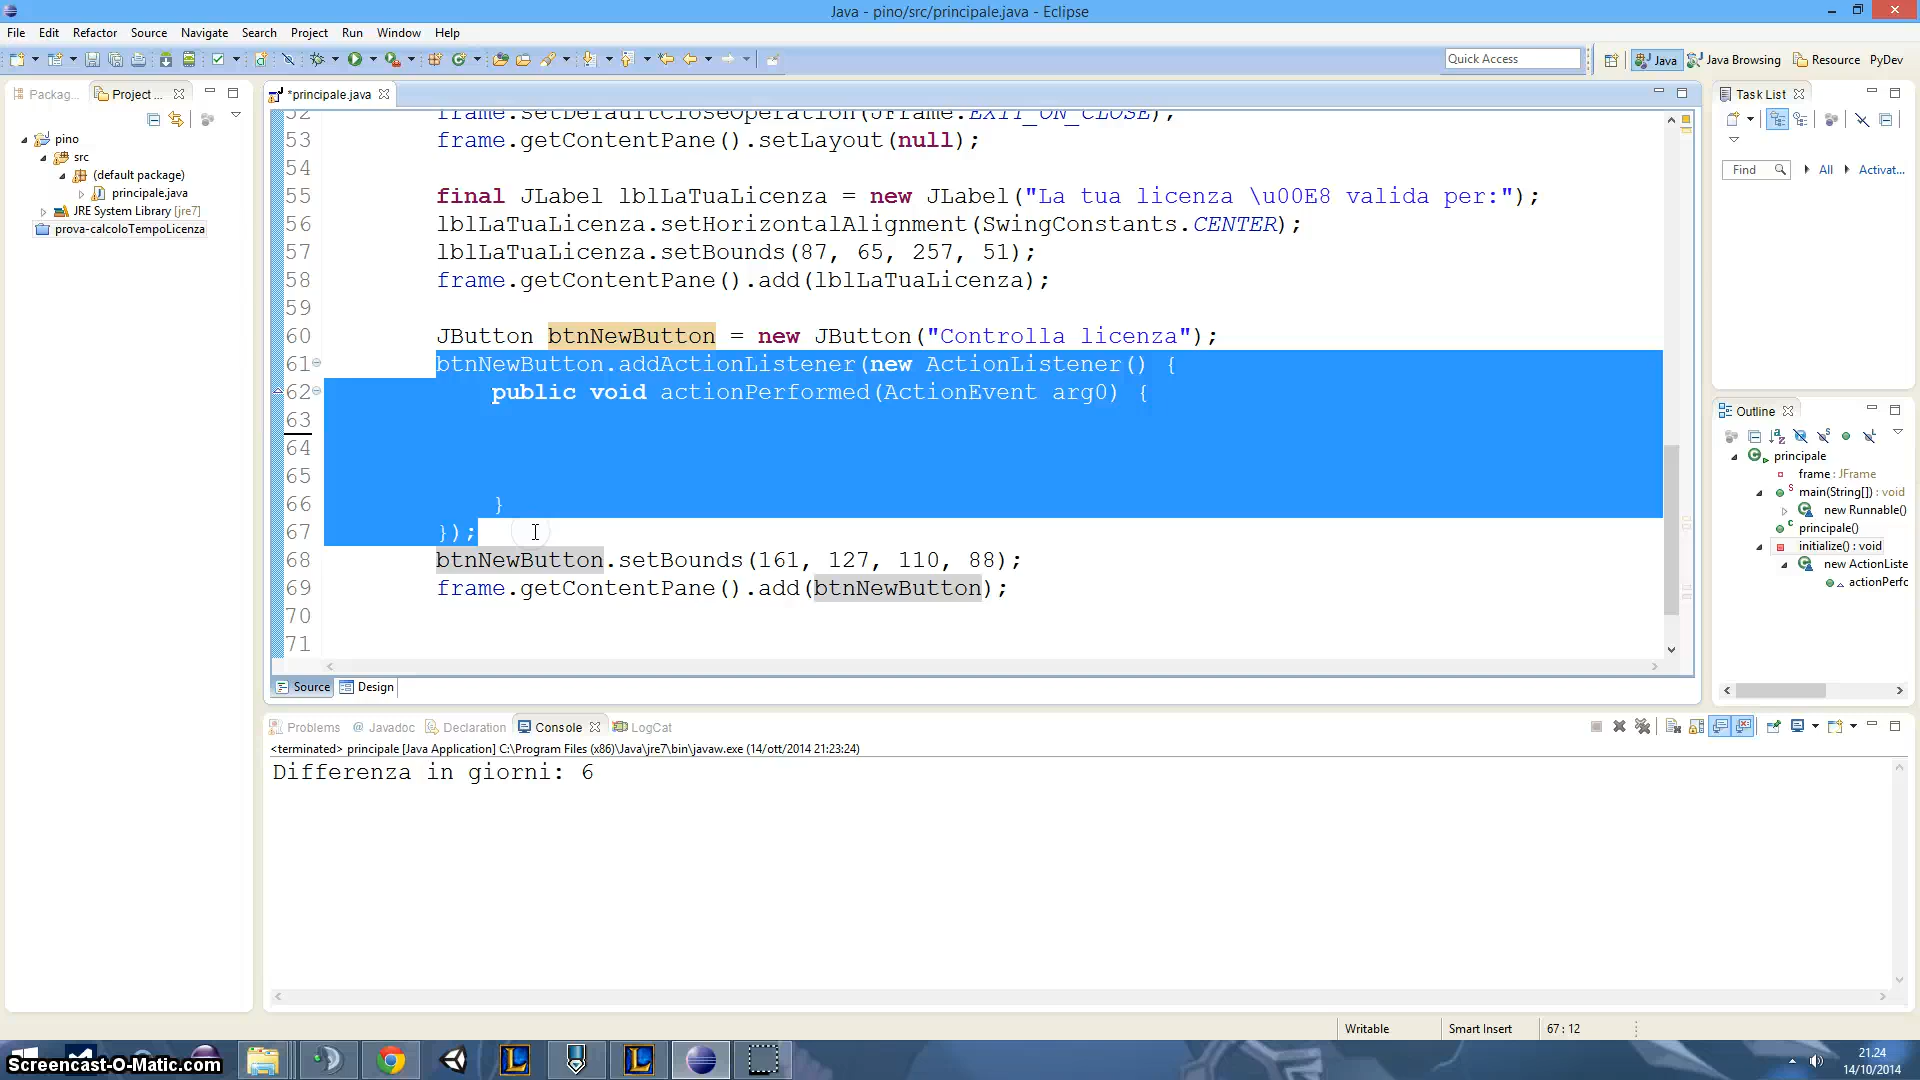 Java - pino/src/principale.java - Eclipse
File Edit Refactor Source Navigate Search Project Run Window Help
Quick Access
Java
Java Browsing
Resource
PyDev
Packag...
Project ...
*principale.java
Task List
pino
src
(default package)
principale.java
JRE System Library [jre7]
prova-calcoloTempoLicenza
52 frame.setDefaultCloseOperation(JFrame.EXIT_ON_CLOSE);
53 frame.getContentPane().setLayout(null);
54
55 final JLabel lblLaTuaLicenza = new JLabel("La tua licenza \u00E8 valida per:");
56 lblLaTuaLicenza.setHorizontalAlignment(SwingConstants.CENTER);
57 lblLaTuaLicenza.setBounds(87, 65, 257, 51);
58 frame.getContentPane().add(lblLaTuaLicenza);
59
60 JButton btnNewButton = new JButton("Controlla licenza");
61 btnNewButton.addActionListener(new ActionListener() {
62 public void actionPerformed(ActionEvent arg0) {
63
64
65
66 }
67 });
68 btnNewButton.setBounds(161, 127, 110, 88);
69 frame.getContentPane().add(btnNewButton);
70
71
Source
Design
Find
All
Activat...
Outline
principale
frame : JFrame
main(String[]) : void
new Runnable()
principale()
initialize() : void
new ActionListe
actionPerfo
Problems
@ Javadoc
Declaration
Console
LogCat
<terminated> principale [Java Application] C:\Program Files (x86)\Java\jre7\bin\javaw.exe (14/ott/2014 21:23:24)
Differenza in giorni: 6
Writable
Smart Insert
67 : 12
Screencast-O-Matic.com
21.24
14/10/2014